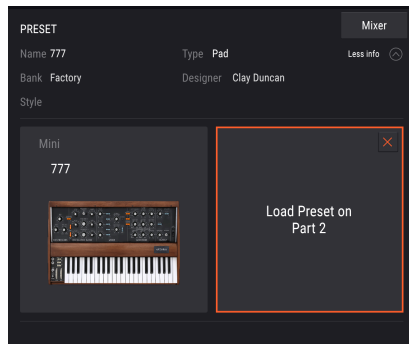 PRESET
Mixer
Name 777
Type Pad
Less info
Bank Factory
Designer Clay Duncan
Style
Mini
777
Load Preset on
Part 2